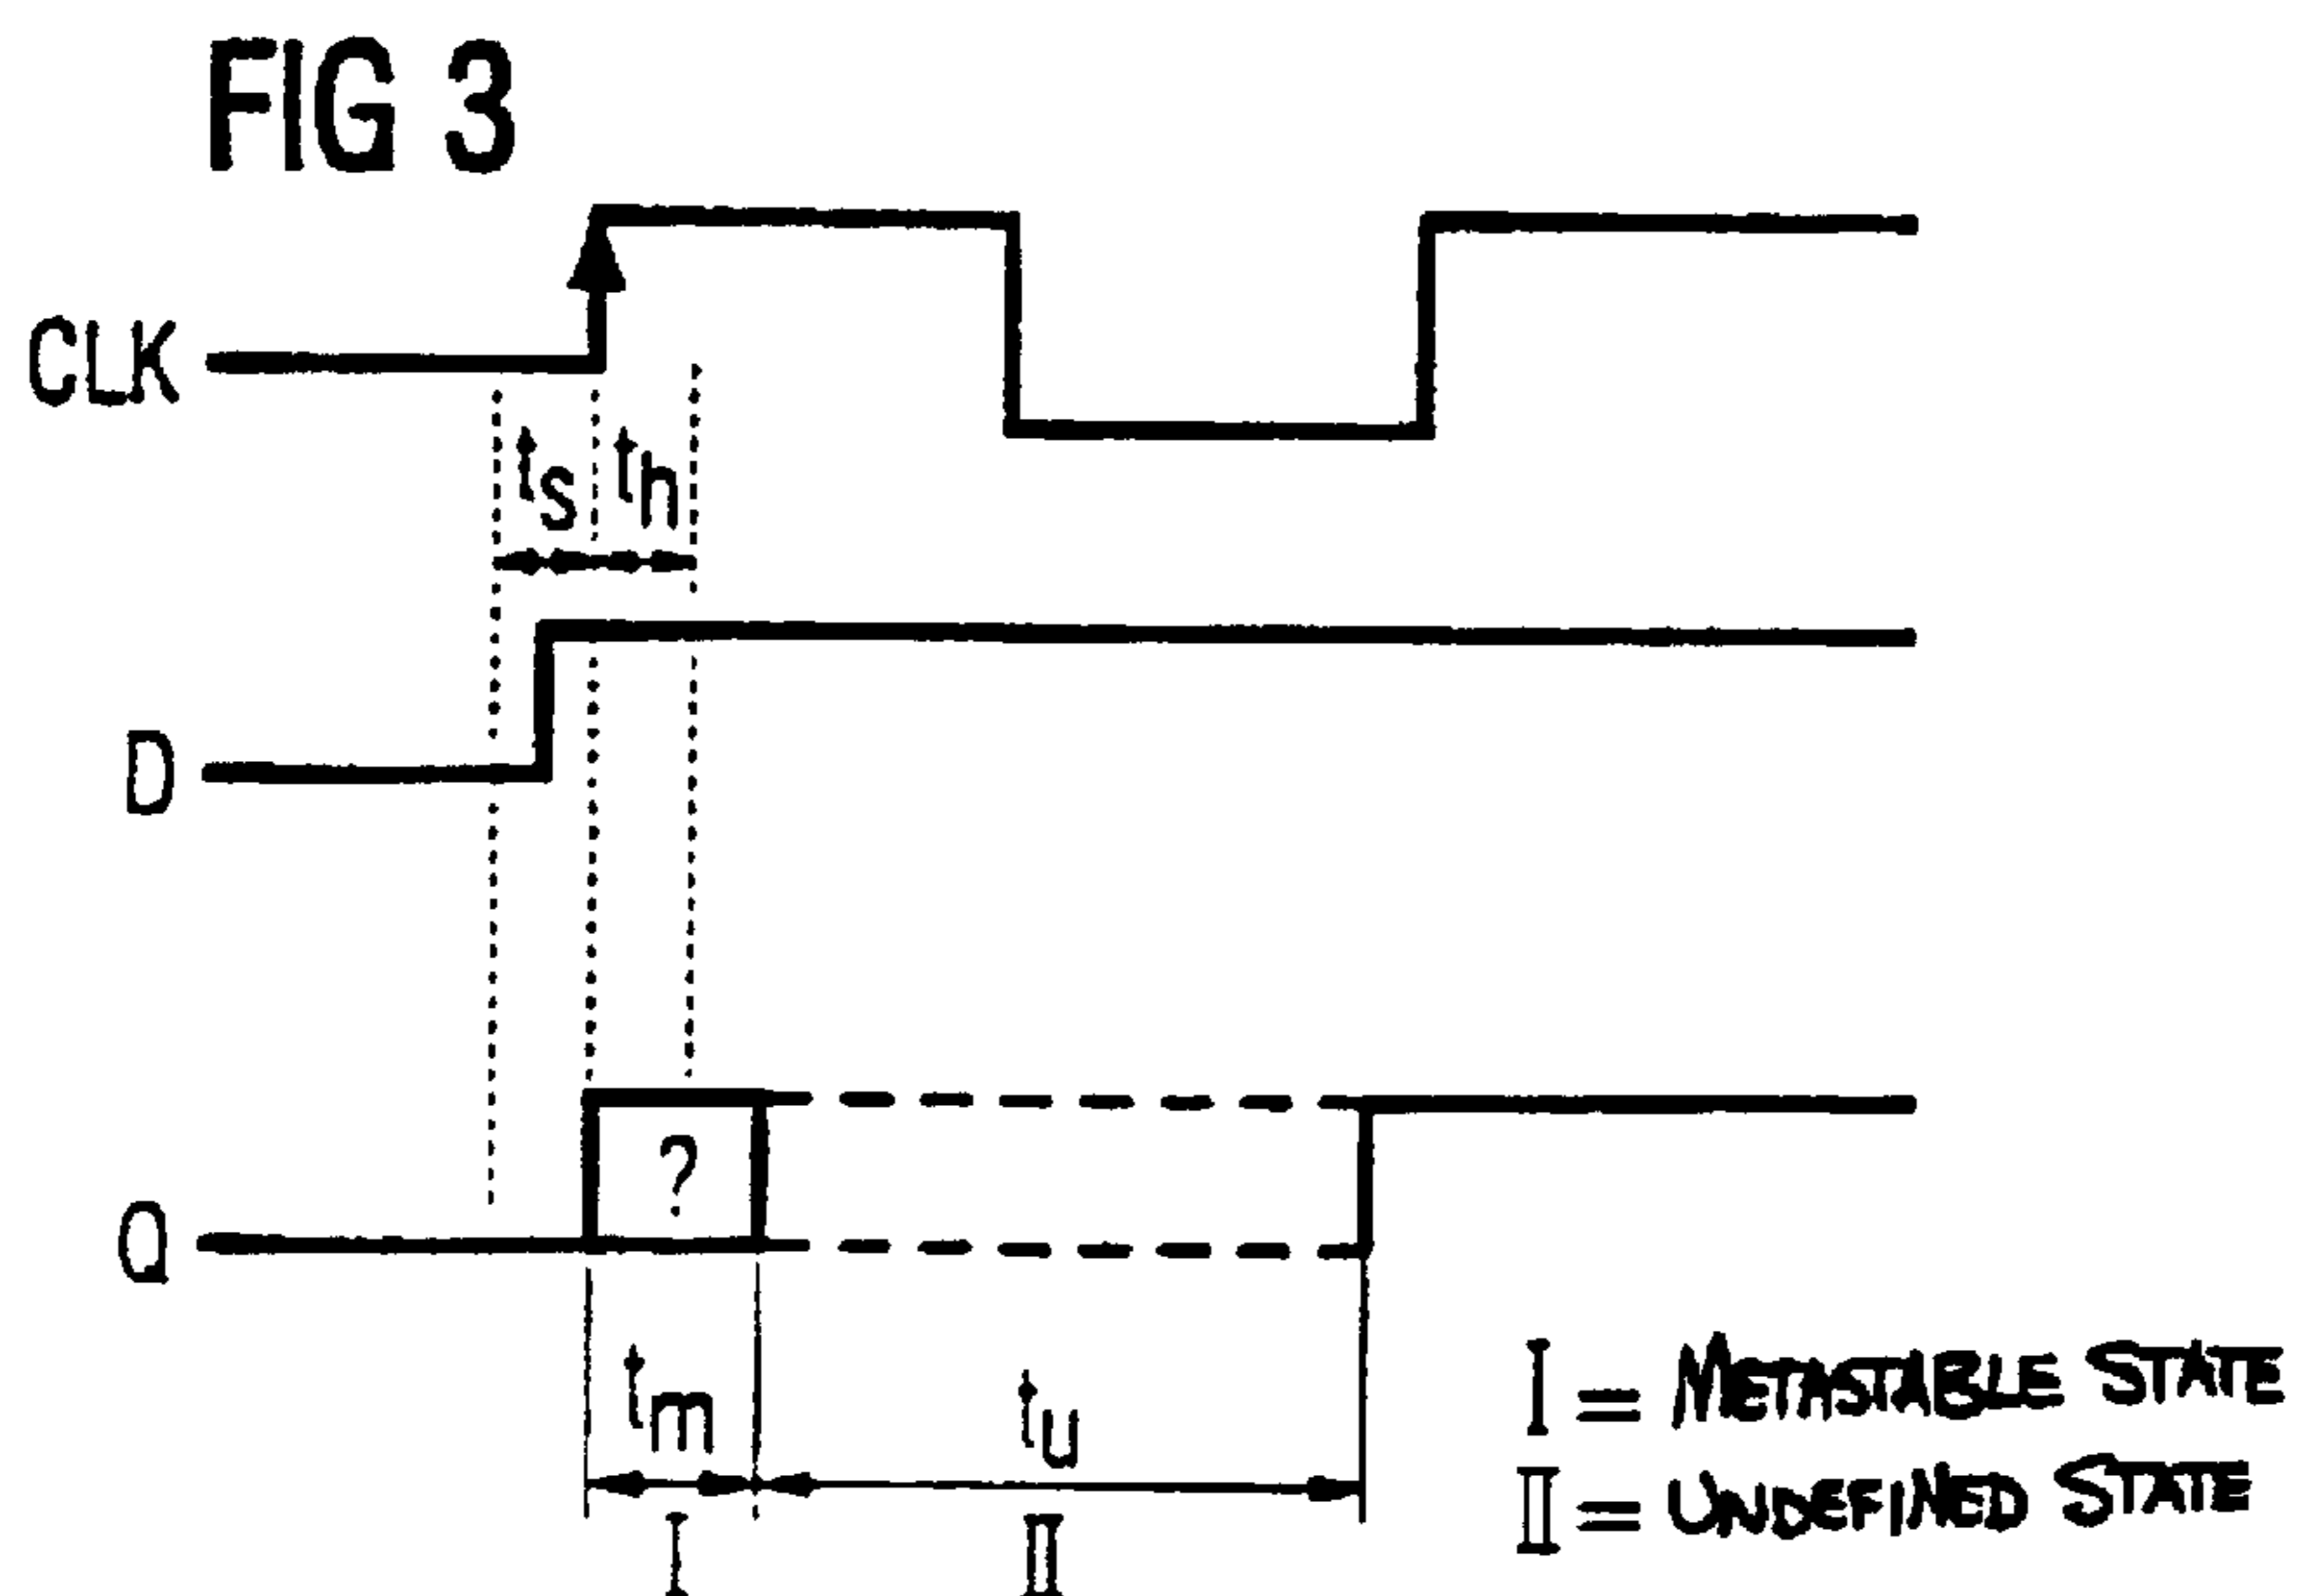 FIG 3
CLK
ts th
D
?
Q
tm tu
I = METASTABLE STATE
II = UNDEFINED STATE
I II